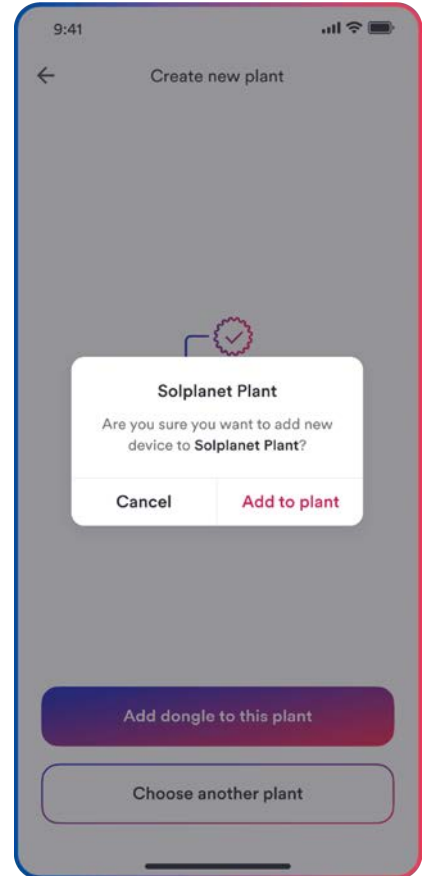 9:41
Create new plant
Solplanet Plant
Are you sure you want to add new
device to Solplanet Plant?
Cancel
Add to plant
Add dongle to this plant
Choose another plant